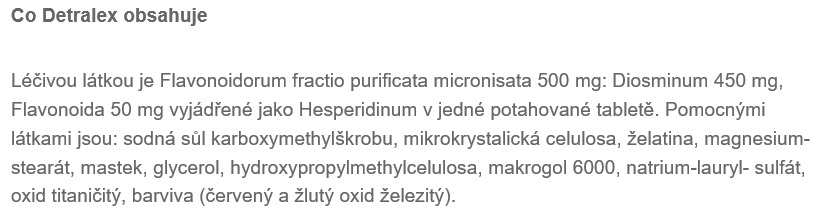 Co Detralex obsahuje
Léčivou látkou je Flavonoidorum fractio purificata micronisata 500 mg: Diosminum 450 mg,
Flavonoida 50 mg vyjádřené jako Hesperidinum v jedné potahované tabletě. Pomocnými
látkami jsou: sodná sůl karboxymethylškrobu, mikrokrystalická celulosa, želatina, magnesium-
stearát, mastek, glycerol, hydroxypropylmethylcelulosa, makrogol 6000, natrium-lauryl- sulfát,
oxid titaničitý, barviva (červený a žlutý oxid železitý).